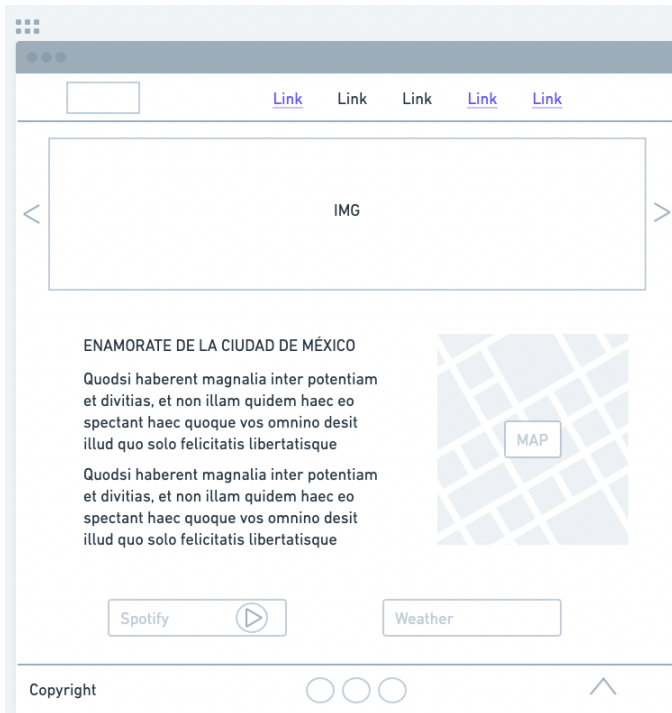 Link Link Link Link Link
<
IMG
>
ENAMORATE DE LA CIUDAD DE MÉXICO
Quodsi haberent magnalia inter potentiam
et divitias, et non illam quidem haec eo
spectant haec quoque vos omnino desit
illud quo solo felicitatis libertatisque
Quodsi haberent magnalia inter potentiam
et divitias, et non illam quidem haec eo
spectant haec quoque vos omnino desit
illud quo solo felicitatis libertatisque
MAP
Spotify
Weather
Copyright